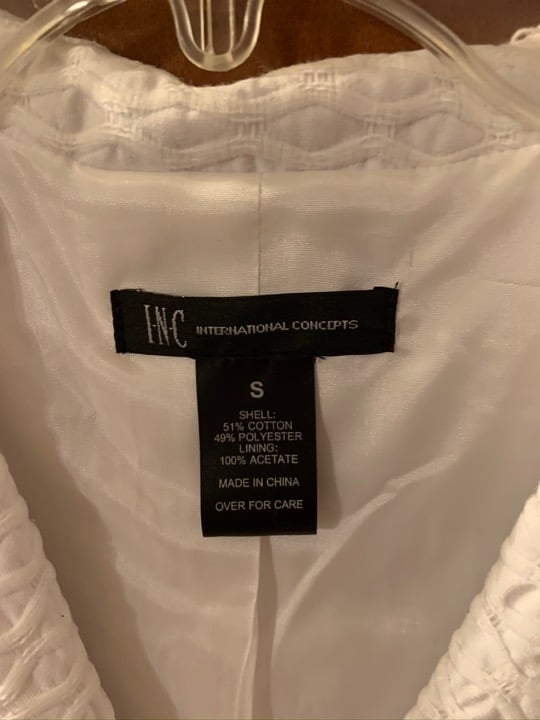 I·N·C INTERNATIONAL CONCEPTS
S
SHELL:
51% COTTON
49% POLYESTER
LINING:
100% ACETATE
MADE IN CHINA
OVER FOR CARE